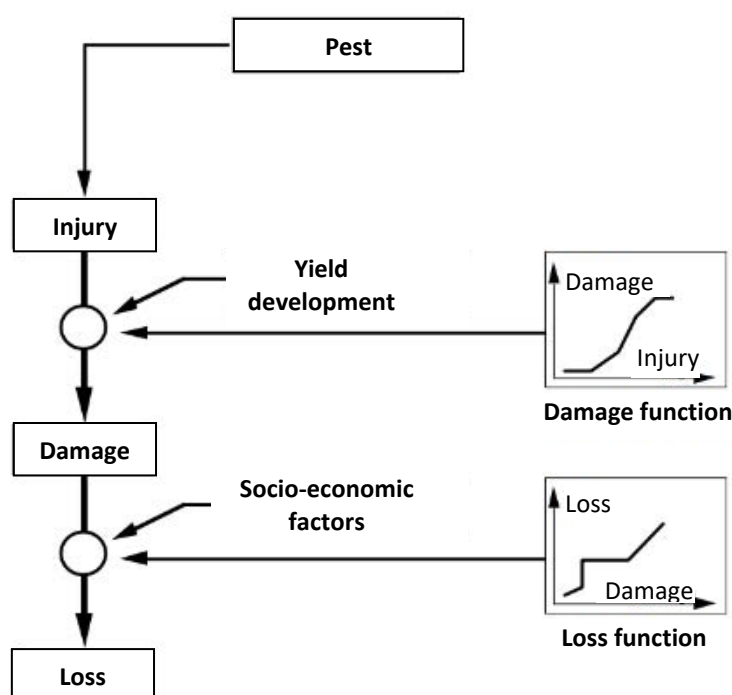 Pest
Injury
Yield
development
Damage
Injury
Damage function
Damage
Socio-economic
factors
Loss
Damage
Loss function
Loss